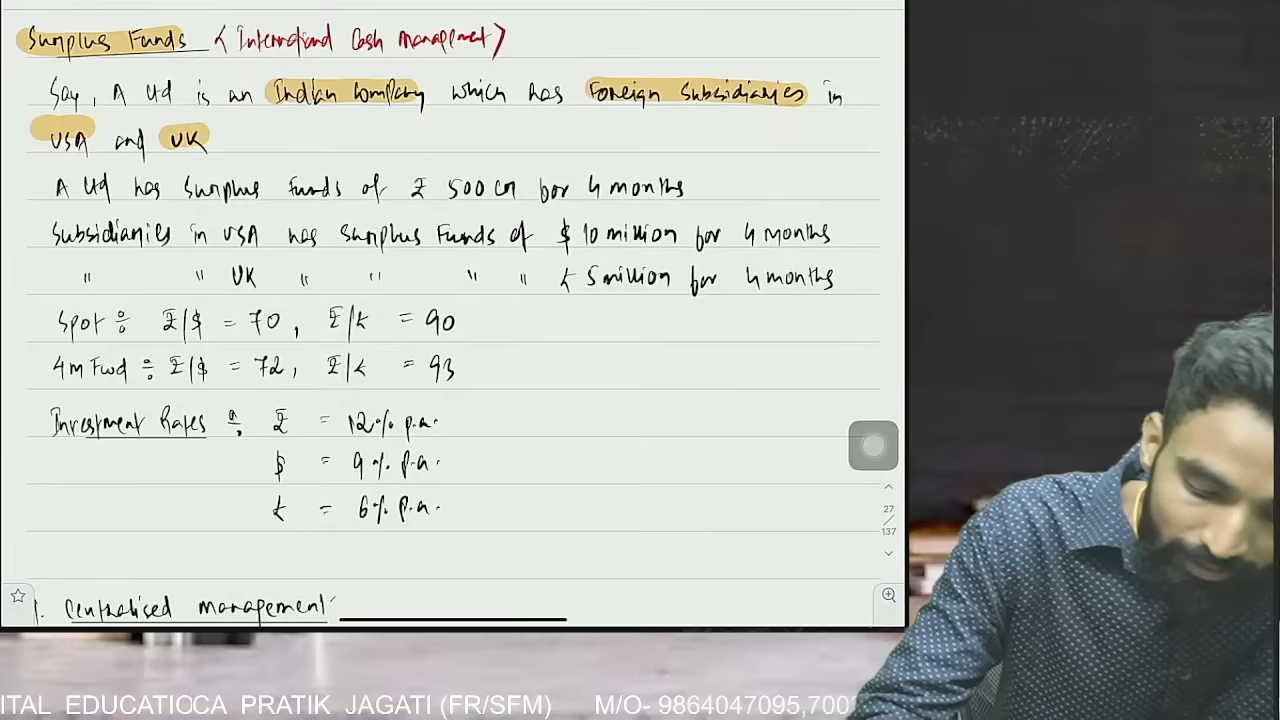 Surplus Funds < International Cash Management >
Say, A Ltd is an Indian Company which has Foreign Subsidiaries in
USA and UK
A Ltd has Surplus Funds of ₹ 500 cr for 4 months
Subsidiaries in USA has Surplus Funds of $ 10 million for 4 months
" " UK " " " " £ 5 million for 4 months
Spot ÷ ₹/$ = 70, ₹/£ = 90
4m Fwd ÷ ₹/$ = 72, ₹/£ = 93
Investment Rates ÷ ₹ = 12% p.a.
$ = 9% p.a.
£ = 6% p.a.
27
/
137
1. Centralised management
ITAL EDUCATIOCA PRATIK JAGATI (FR/SFM) M/O- 9864047095,700